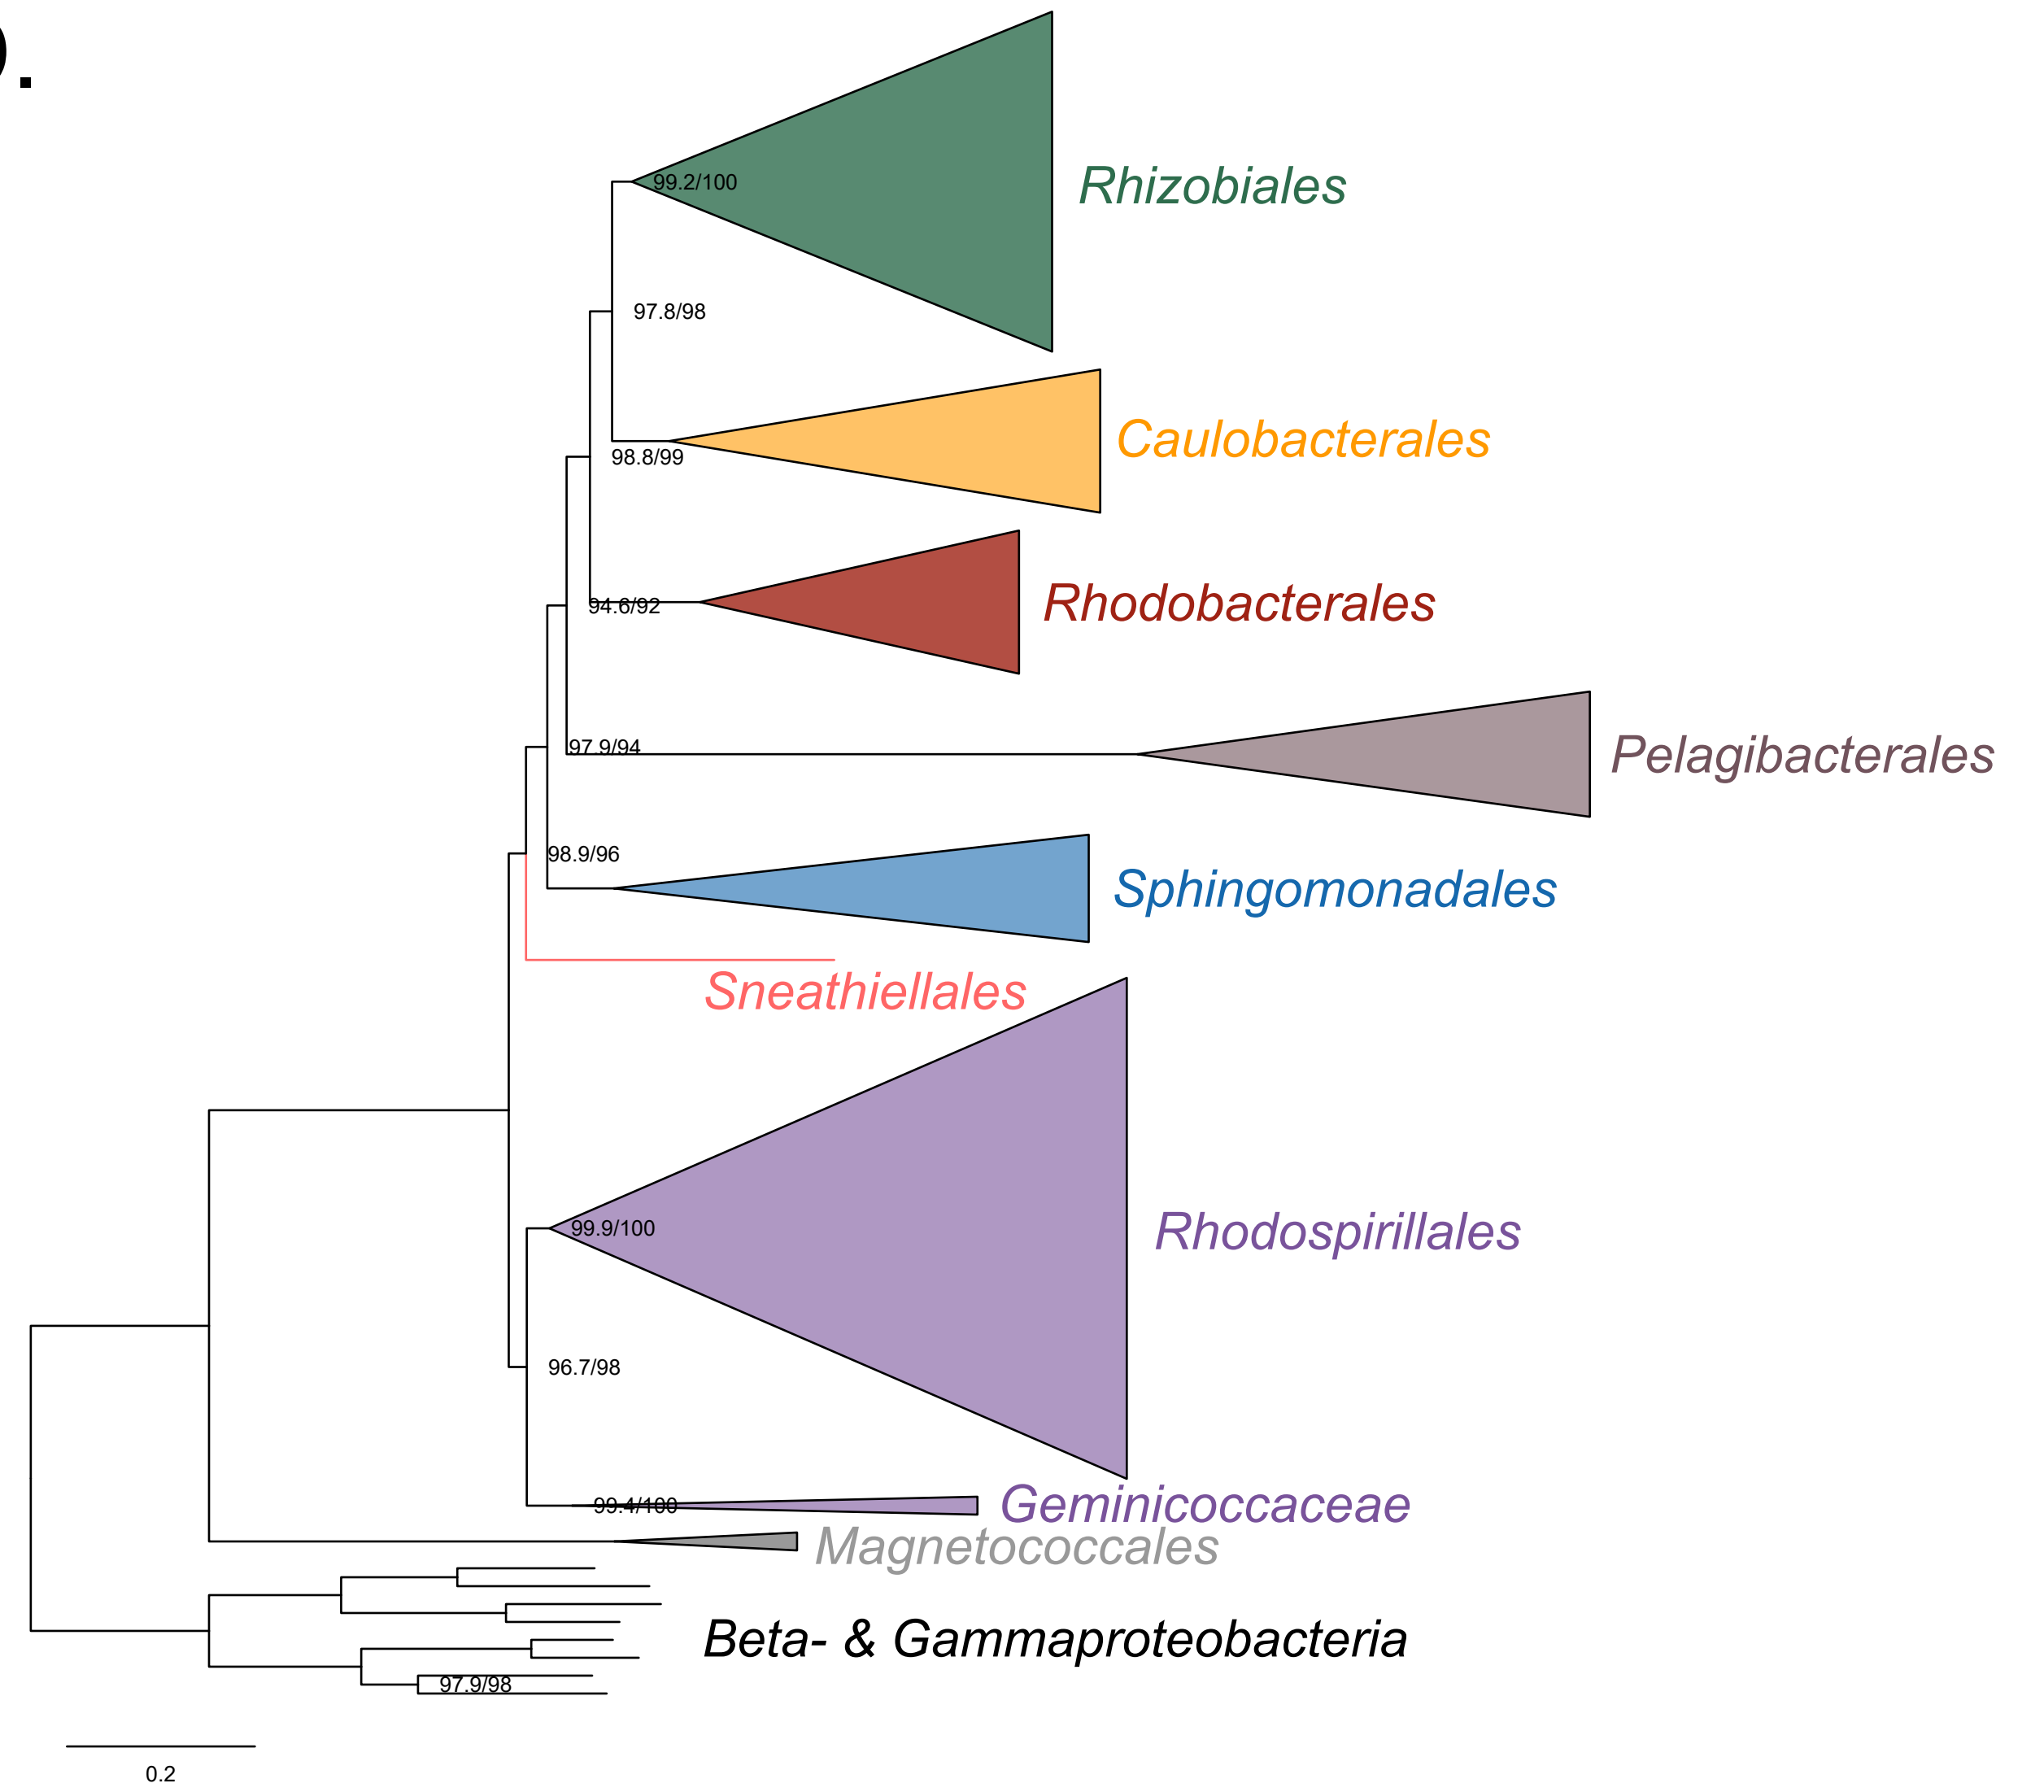 99.2/100
Rhizobiales
97.8/98
Caulobacterales
98.8/99
Rhodobacterales
94.6/92
97.9/94
Pelagibacterales
98.9/96
Sphingomonadales
Sneathiellales
99.9/100
Rhodospirillales
96.7/98
99.4/100
Geminicoccaceae
Magnetococcales
Beta- & Gammaproteobacteria
97.9/98
0.2